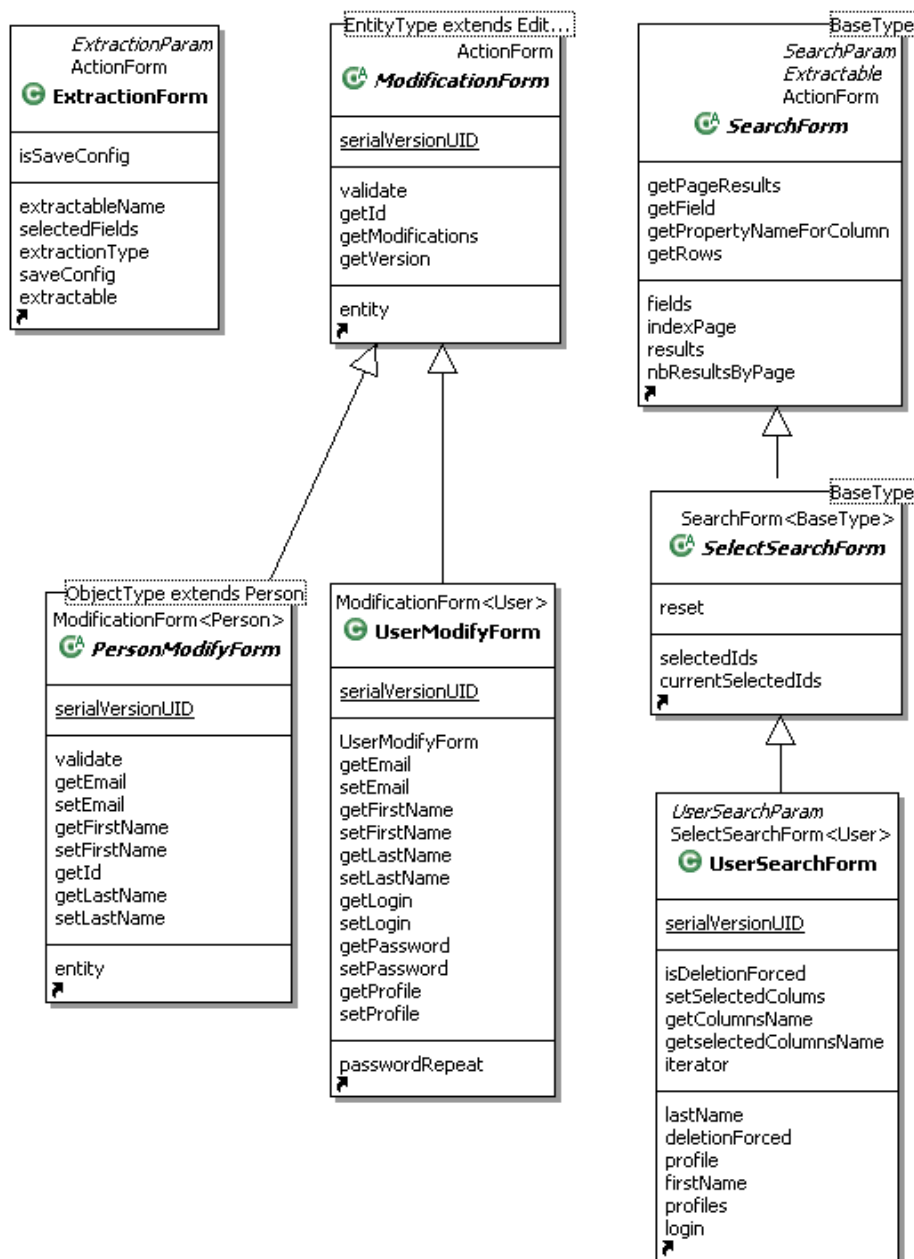 ExtractionParam
ActionForm
ExtractionForm
isSaveConfig
extractableName
selectedFields
extractionType
saveConfig
extractable
EntityType extends Edit...
ActionForm
ModificationForm
serialVersionUID
validate
getId
getModifications
getVersion
entity
BaseType
SearchParam
Extractable
ActionForm
SearchForm
getPageResults
getField
getPropertyNameForColumn
getRows
fields
indexPage
results
nbResultsByPage
ObjectType extends Person
ModificationForm<Person>
PersonModifyForm
serialVersionUID
validate
getEmail
setEmail
getFirstName
setFirstName
getId
getLastName
setLastName
entity
ModificationForm<User>
UserModifyForm
serialVersionUID
UserModifyForm
getEmail
setEmail
getFirstName
setFirstName
getLastName
setLastName
getLogin
setLogin
getPassword
setPassword
getProfile
setProfile
passwordRepeat
BaseType
SearchForm<BaseType>
SelectSearchForm
reset
selectedIds
currentSelectedIds
UserSearchParam
SelectSearchForm<User>
UserSearchForm
serialVersionUID
isDeletionForced
setSelectedColums
getColumnsName
getselectedColumnsName
iterator
lastName
deletionForced
profile
firstName
profiles
login